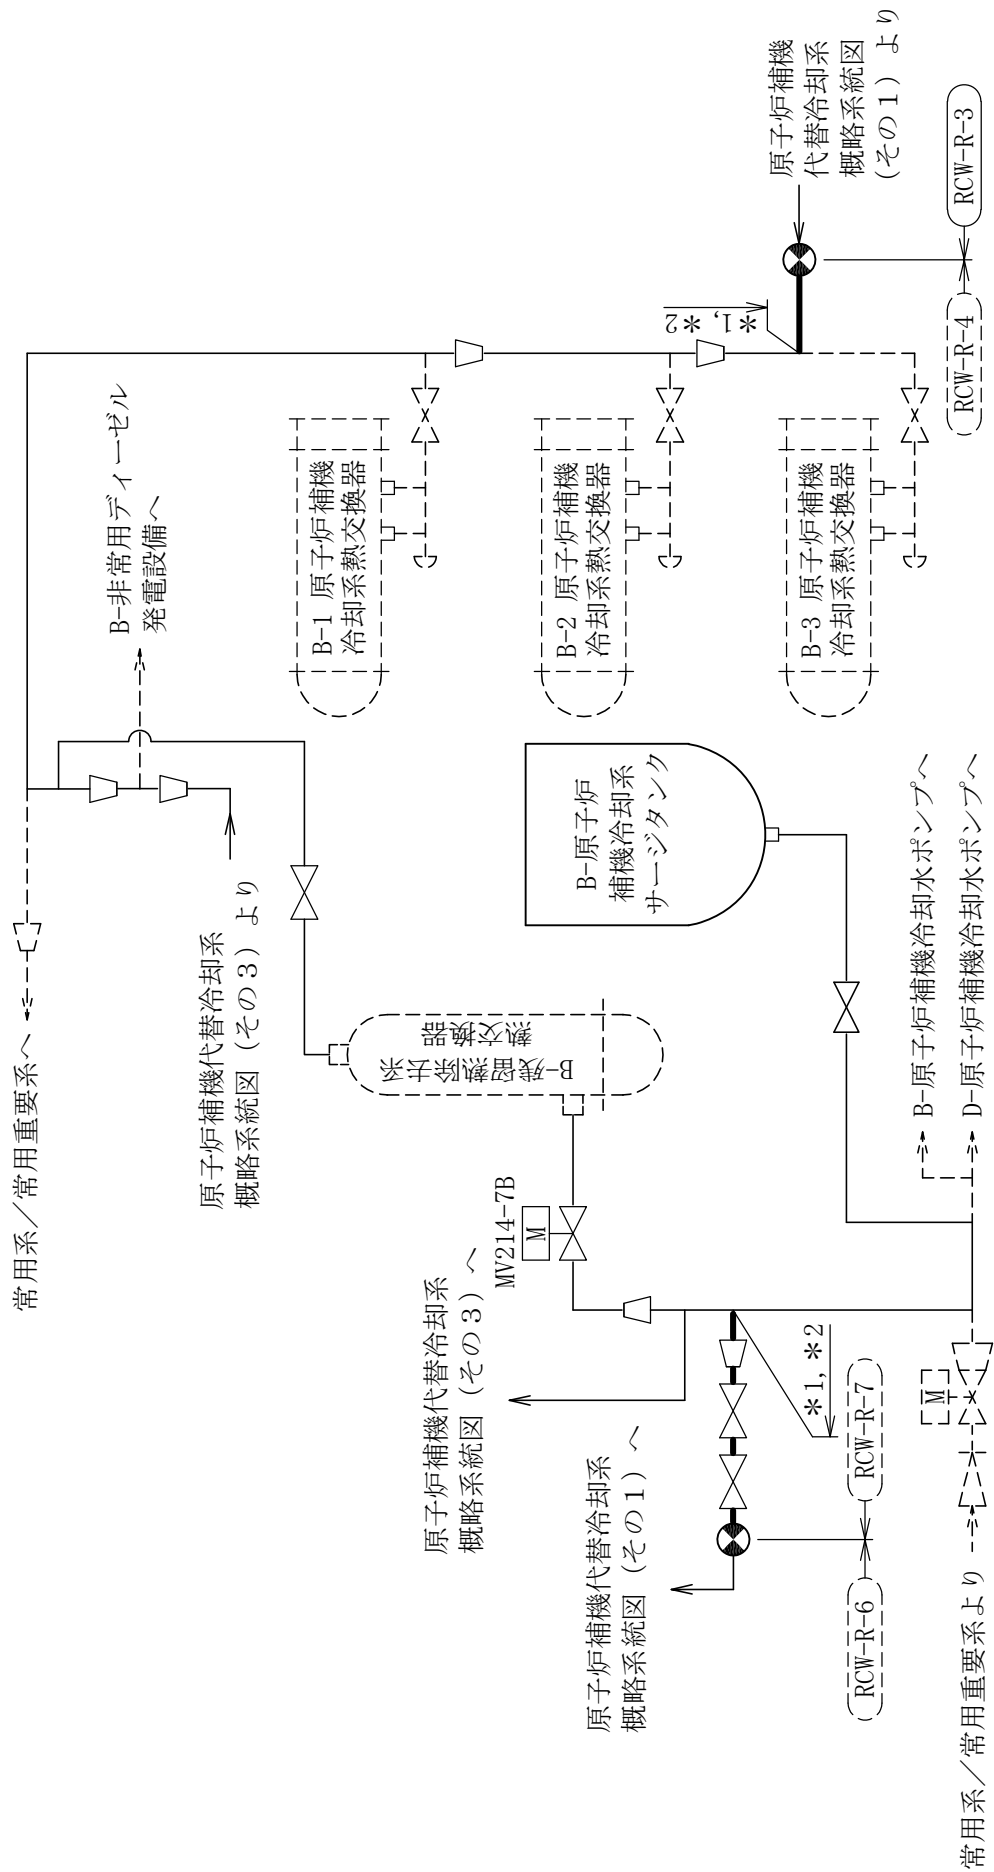 常用系／常用重要系へ
B-非常用ディーゼル
発電設備へ
原子炉補機代替冷却系
概略系統図（その３）より
B-1 原子炉補機
冷却系熱交換器
B-2 原子炉補機
冷却系熱交換器
B-3 原子炉補機
冷却系熱交換器
＊1,＊2
原子炉補機
代替冷却系
概略系統図
（その１）より
RCW-R-4
RCW-R-3
B-残留熱除去系
熱交換器
B-原子炉
補機冷却系
サージタンク
MV214-7B
M
原子炉補機代替冷却系
概略系統図（その３）へ
原子炉補機代替冷却系
概略系統図（その１）へ
＊1,＊2
RCW-R-6
RCW-R-7
B-原子炉補機冷却水ポンプへ
D-原子炉補機冷却水ポンプへ
M
常用系／常用重要系より